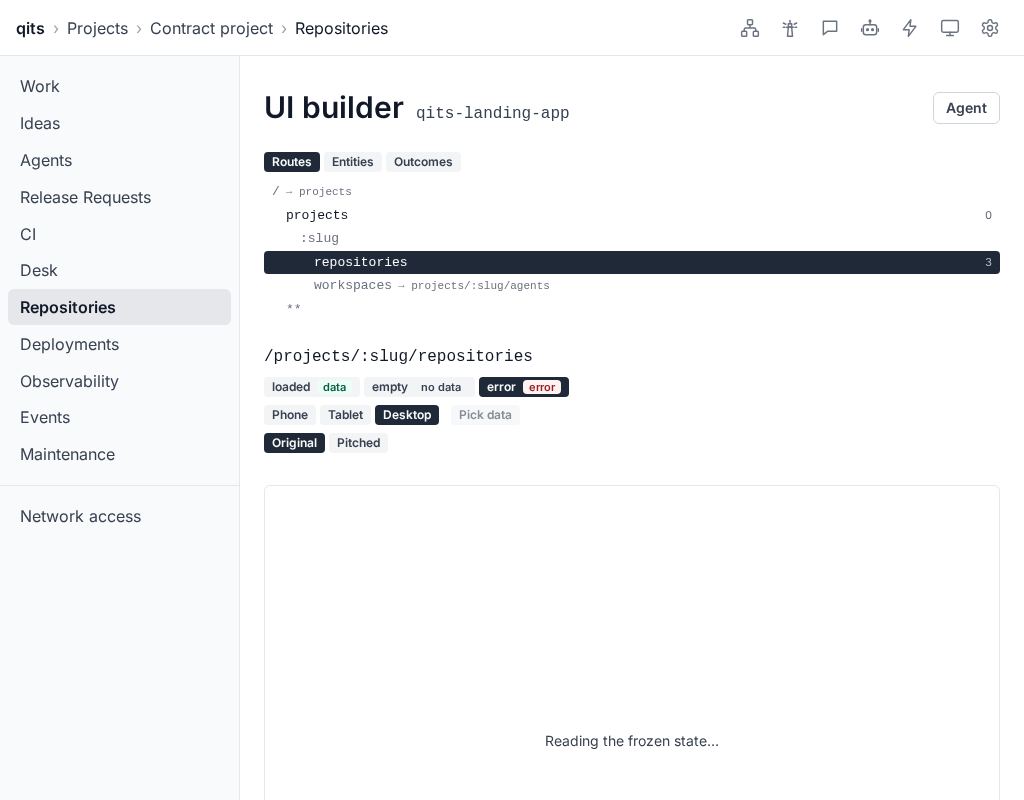 qits › Projects › Contract project › Repositories
Work
Ideas
Agents
Release Requests
CI
Desk
Repositories
Deployments
Observability
Events
Maintenance
Network access
UI builder qits-landing-app
Agent
Routes Entities Outcomes
/ → projects
projects 0
:slug
repositories 3
workspaces → projects/:slug/agents
**
/projects/:slug/repositories
loaded data empty no data error error
Phone Tablet Desktop Pick data
Original Pitched
Reading the frozen state...